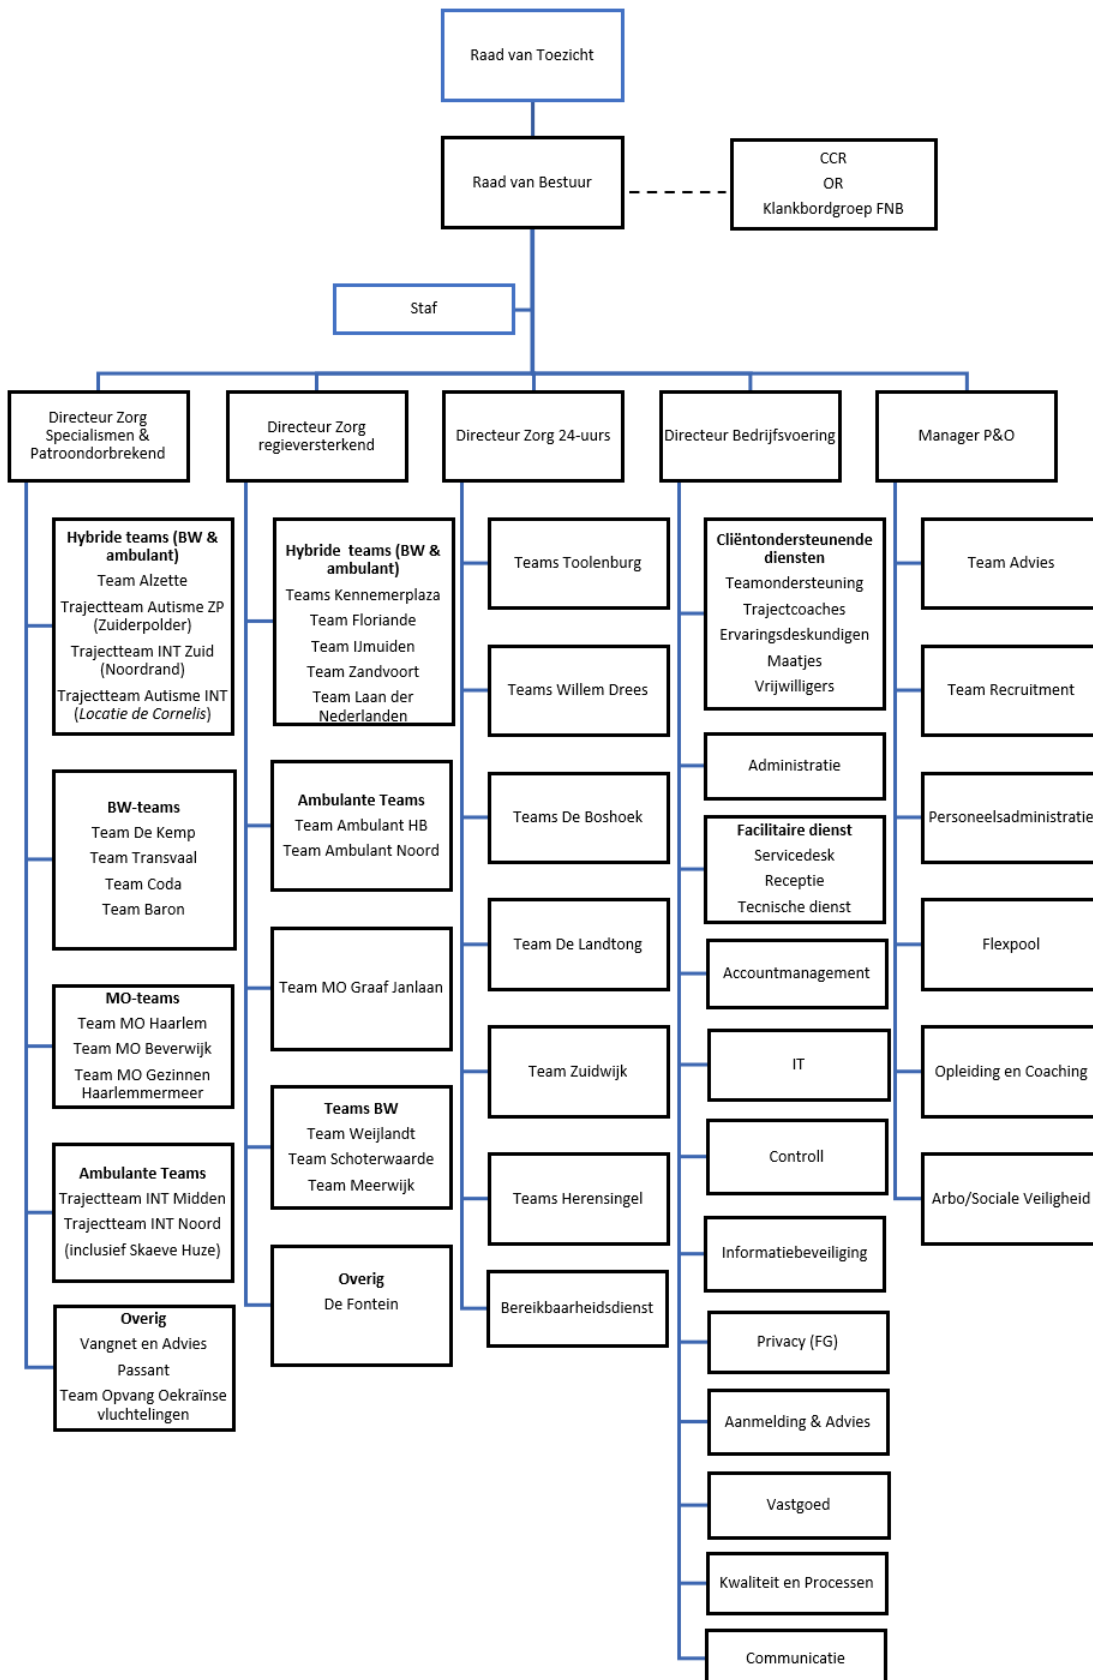 Raad van Toezicht
Raad van Bestuur
CCR
OR
Klankbordgroep FNB
Staf
Directeur Zorg
Specialismen &
Patroondorbrekend
Directeur Zorg
regieversterkend
Directeur Zorg 24-uurs
Directeur Bedrijfsvoering
Manager P&O
Hybride teams (BW &
ambulant)
Team Alzette
Trajectteam Autisme ZP
(Zuiderpolder)
Trajectteam INT Zuid
(Noordrand)
Trajectteam Autisme INT
(Locatie de Cornelis)
BW-teams
Team De Kemp
Team Transvaal
Team Coda
Team Baron
MO-teams
Team MO Haarlem
Team MO Beverwijk
Team MO Gezinnen
Haarlemmermeer
Ambulante Teams
Trajectteam INT Midden
Trajectteam INT Noord
(inclusief Skaeve Huze)
Overig
Vangnet en Advies
Passant
Team Opvang Oekraïnse
vluchtelingen
Hybride  teams (BW &
ambulant)
Teams Kennemerplaza
Team Floriande
Team IJmuiden
Team Zandvoort
Team Laan der
Nederlanden
Ambulante Teams
Team Ambulant HB
Team Ambulant Noord
Team MO Graaf Janlaan
Teams BW
Team Weijlandt
Team Schoterwaarde
Team Meerwijk
Overig
De Fontein
Teams Toolenburg
Teams Willem Drees
Teams De Boshoek
Team De Landtong
Team Zuidwijk
Teams Herensingel
Bereikbaarheidsdienst
Cliëntondersteunende
diensten
Teamondersteuning
Trajectcoaches
Ervaringsdeskundigen
Maatjes
Vrijwilligers
Administratie
Facilitaire dienst
Servicedesk
Receptie
Tecnische dienst
Accountmanagement
IT
Controll
Informatiebeveiliging
Privacy (FG)
Aanmelding & Advies
Vastgoed
Kwaliteit en Processen
Communicatie
Team Advies
Team Recruitment
Personeelsadministratie
Flexpool
Opleiding en Coaching
Arbo/Sociale Veiligheid